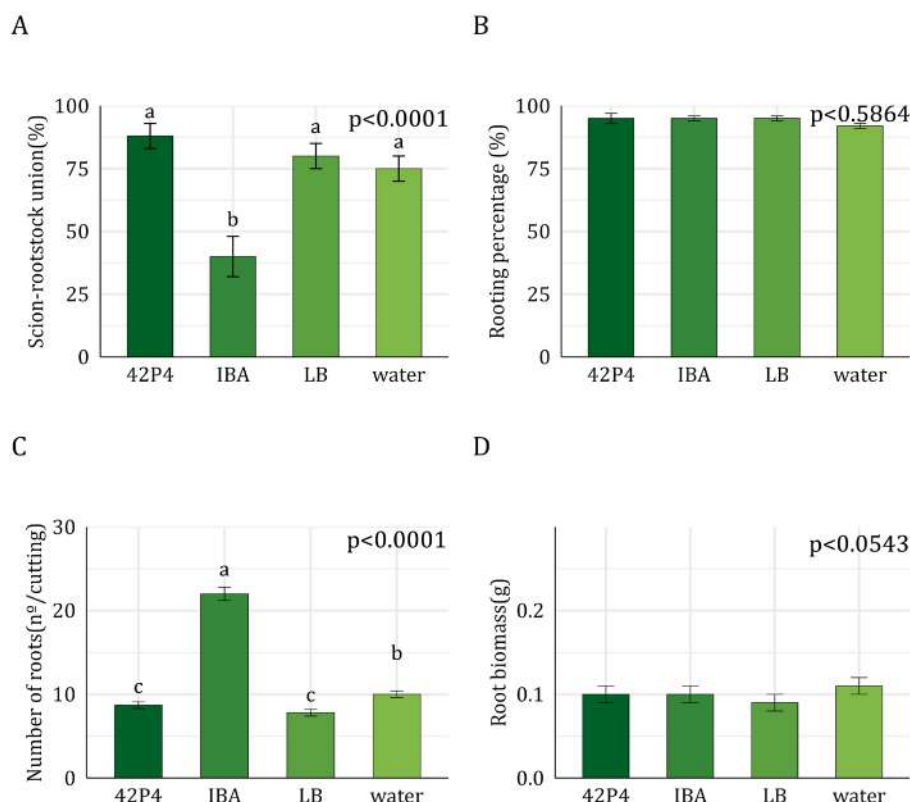 A
Scion-rootstock union(%)
100
75
50
25
0
a
b
a
a
p<0.0001
42P4 IBA LB water
B
Rooting percentage (%)
100
75
50
25
0
p<0.5864
42P4 IBA LB water
C
Number of roots(nº/cutting)
30
20
10
0
c
a
c
b
p<0.0001
42P4 IBA LB water
D
Root biomass(g)
0.2
0.1
0.0
p<0.0543
42P4 IBA LB water